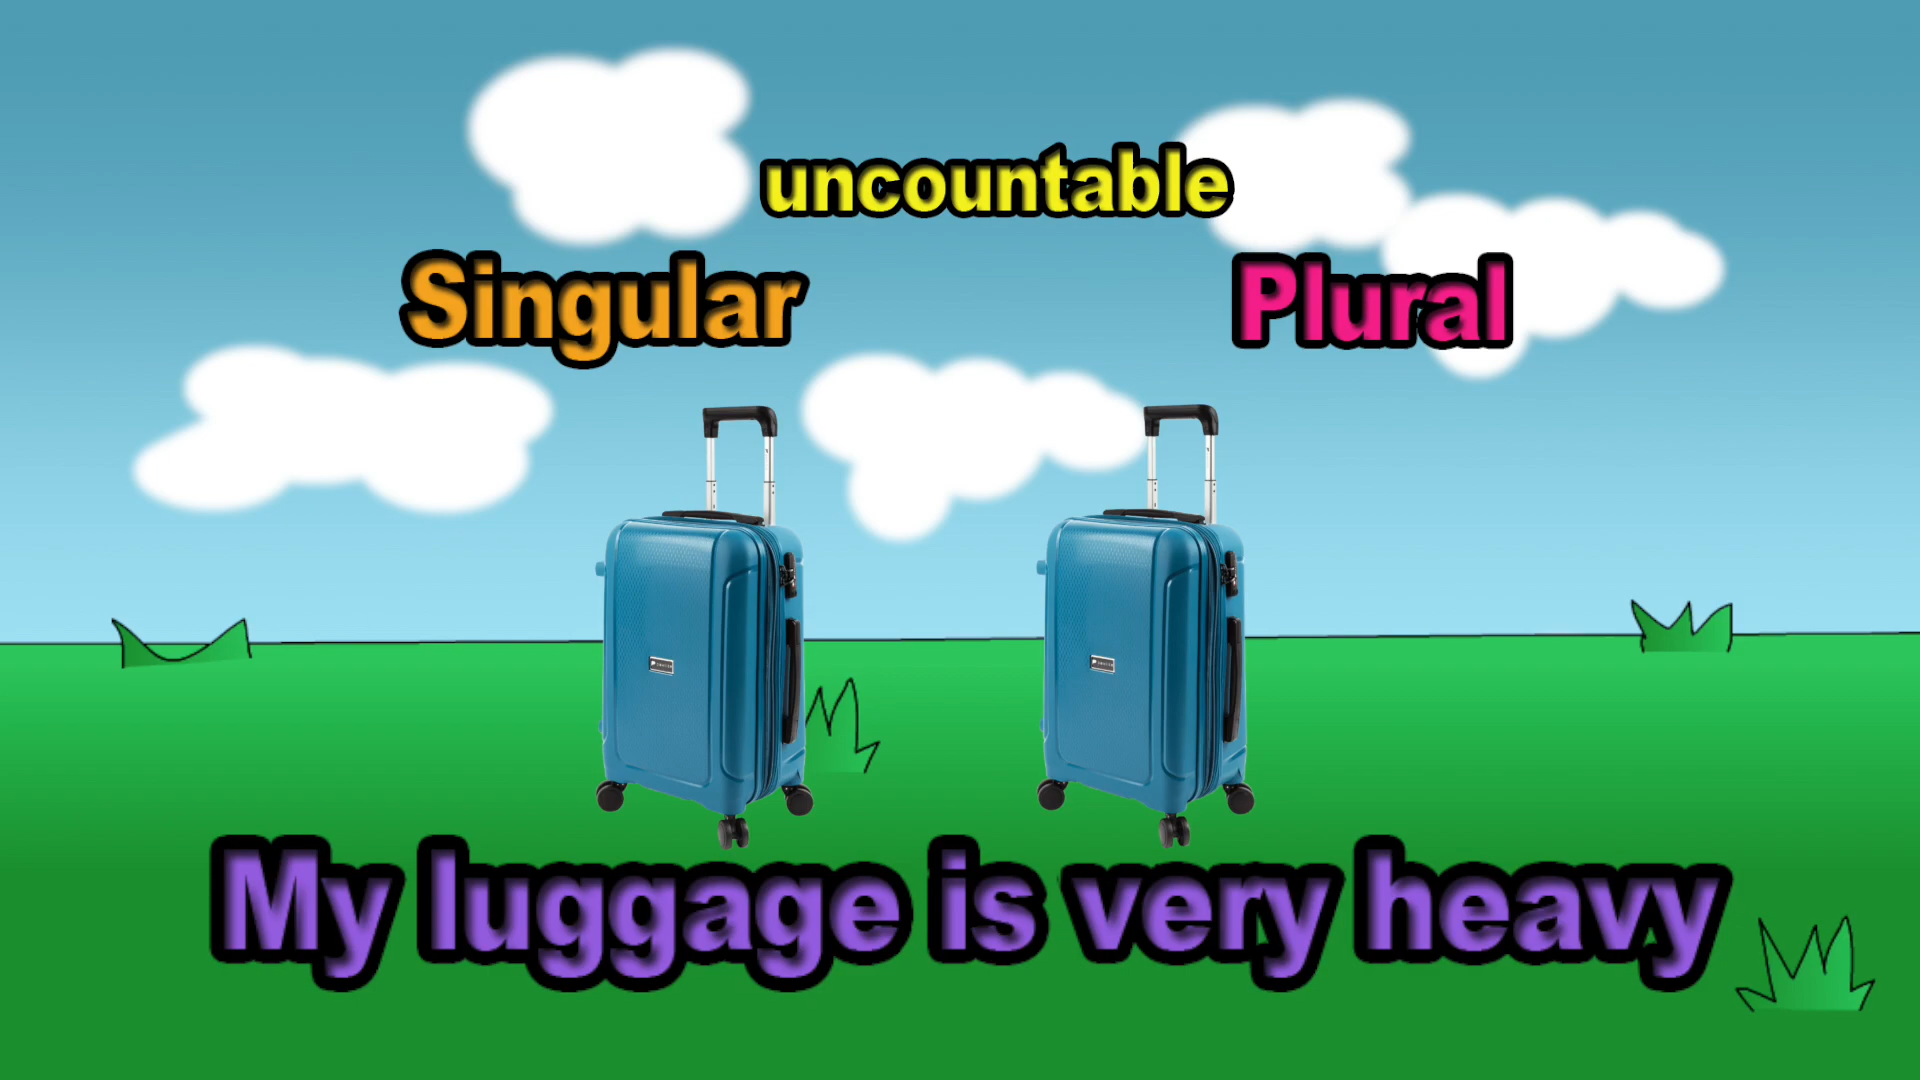 uncountable
Singular
Plural
My luggage is very heavy